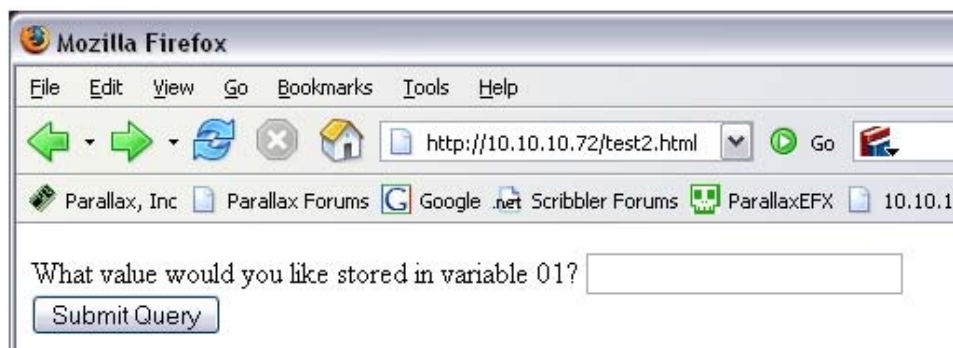 Mozilla Firefox
File Edit View Go Bookmarks Tools Help
http://10.10.10.72/test2.html Go
Parallax, Inc Parallax Forums G Google .net Scribbler Forums ParallaxEFX 10.10.1
What value would you like stored in variable 01?
Submit Query